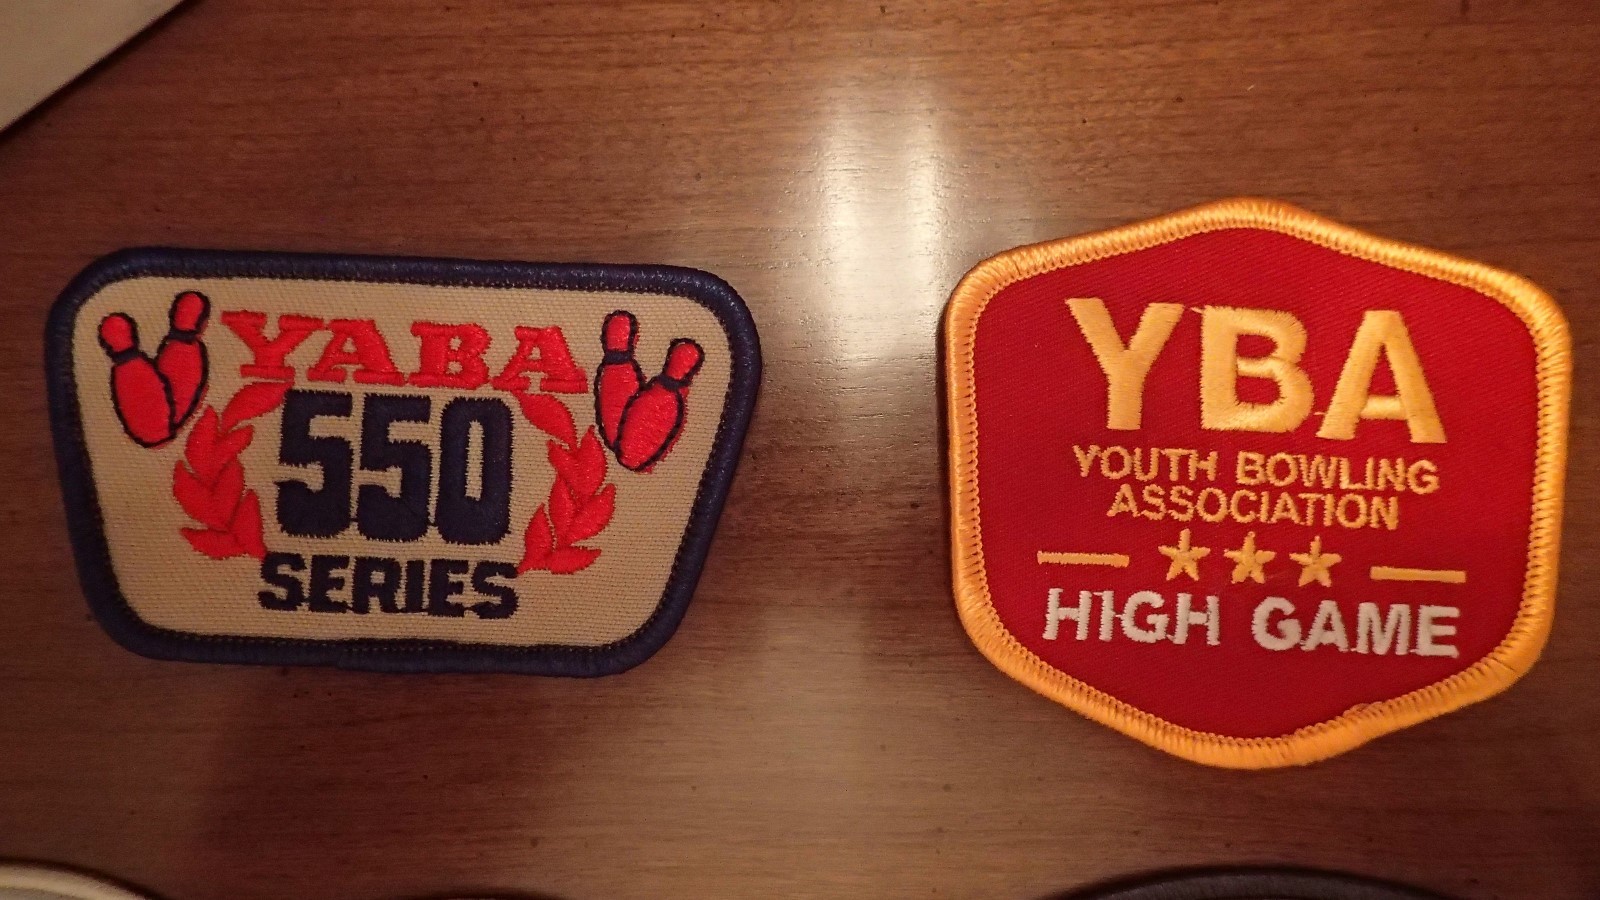 YABA
550
SERIES
YBA
YOUTH BOWLING
ASSOCIATION
HIGH GAME